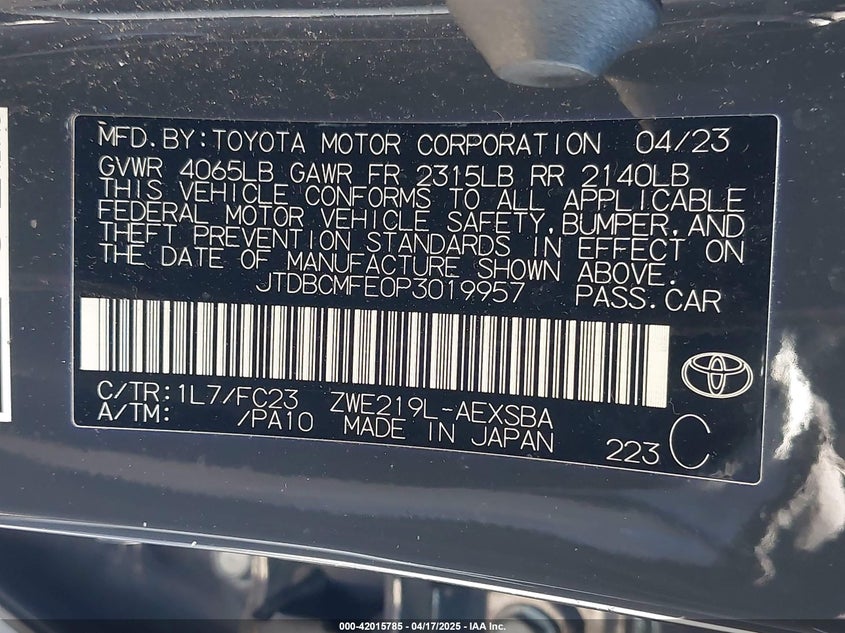 MFD. BY: TOYOTA MOTOR CORPORATION 04/23
GVWR 4065LB GAWR FR 2315LB RR 2140LB
THIS VEHICLE CONFORMS TO ALL APPLICABLE
FEDERAL MOTOR VEHICLE SAFETY, BUMPER, AND
THEFT PREVENTION STANDARDS IN EFFECT ON
THE DATE OF MANUFACTURE SHOWN ABOVE.
JTDBCMFE0P3019957 PASS. CAR
C/TR: 1L7/FC23 ZWE219L-AEXSBA
A/TM: /PA10 MADE IN JAPAN 223 C
000-42015785 - 04/17/2025 - IAA Inc.